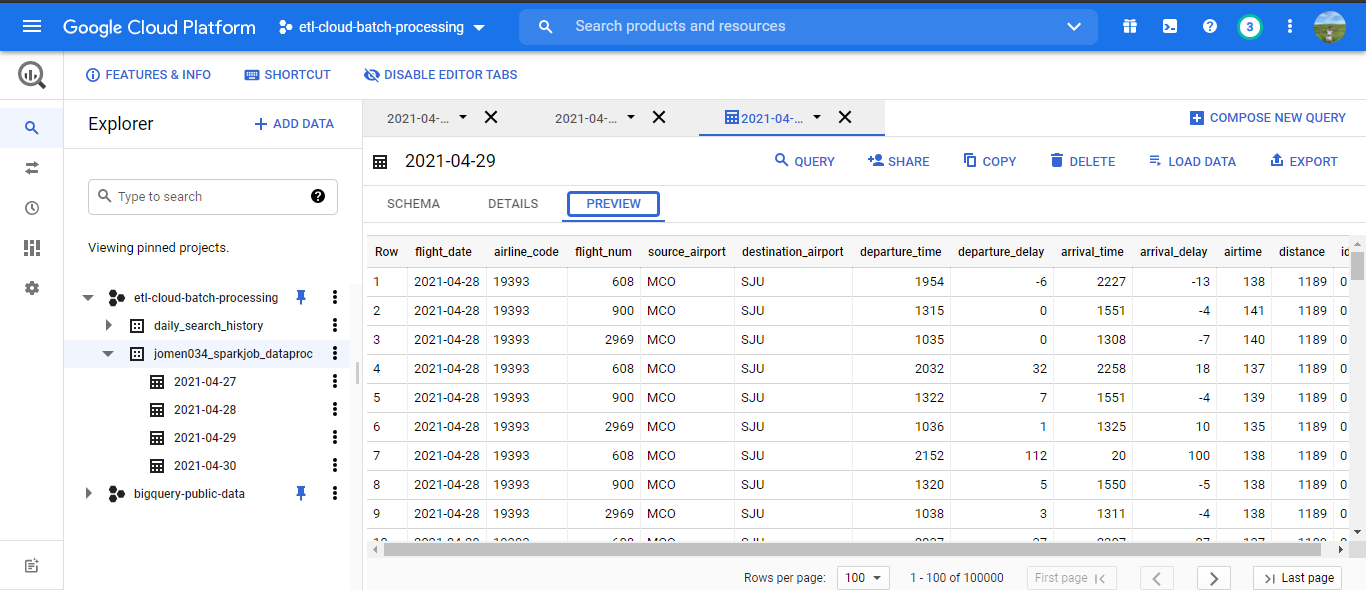 Google Cloud Platform etl-cloud-batch-processing Search products and resources 3
FEATURES & INFO SHORTCUT DISABLE EDITOR TABS
Explorer + ADD DATA
2021-04-... 2021-04-... 2021-04-... COMPOSE NEW QUERY
2021-04-29 QUERY SHARE COPY DELETE LOAD DATA EXPORT
Type to search
SCHEMA DETAILS PREVIEW
Viewing pinned projects.
etl-cloud-batch-processing
daily_search_history
jomen034_sparkjob_dataproc
2021-04-27
2021-04-28
2021-04-29
2021-04-30
bigquery-public-data
Row flight_date airline_code flight_num source_airport destination_airport departure_time departure_delay arrival_time arrival_delay airtime distance id
1 2021-04-28 19393 608 MCO SJU 1954 -6 2227 -13 138 1189 0
2 2021-04-28 19393 900 MCO SJU 1315 0 1551 -4 141 1189 0
3 2021-04-28 19393 2969 MCO SJU 1035 0 1308 -7 140 1189 0
4 2021-04-28 19393 608 MCO SJU 2032 32 2258 18 137 1189 0
5 2021-04-28 19393 900 MCO SJU 1322 7 1551 -4 139 1189 0
6 2021-04-28 19393 2969 MCO SJU 1036 1 1325 10 135 1189 0
7 2021-04-28 19393 608 MCO SJU 2152 112 20 100 138 1189 0
8 2021-04-28 19393 900 MCO SJU 1320 5 1550 -5 138 1189 0
9 2021-04-28 19393 2969 MCO SJU 1038 3 1311 -4 138 1189 0
Rows per page: 100 1 - 100 of 100000 First page Last page